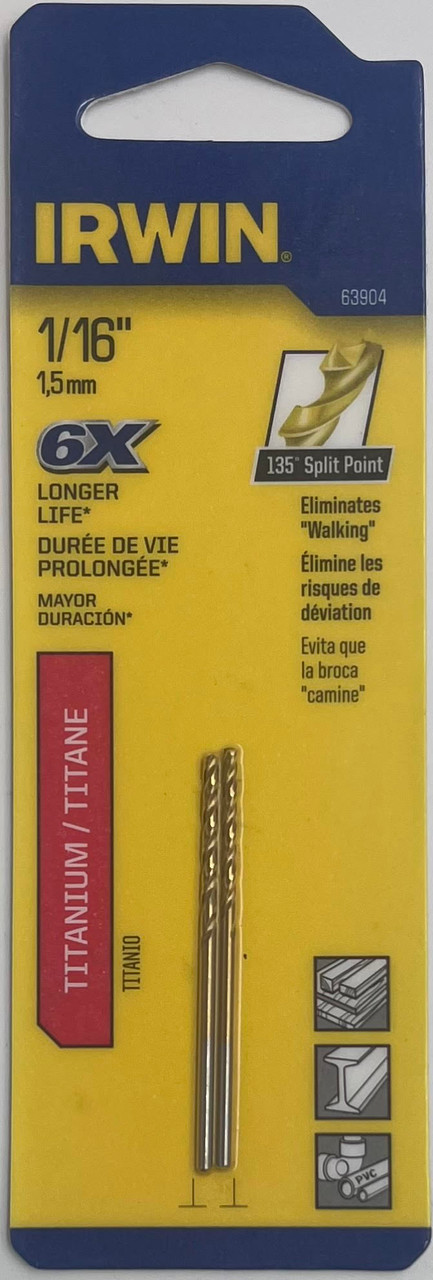 IRWIN®
63904
1/16"
1,5 mm
6X
LONGER
LIFE*
DURÉE DE VIE
PROLONGÉE*
MAYOR
DURACIÓN*
135° Split Point
Eliminates
"Walking"
Élimine les
risques de
déviation
Evita que
la broca
"camine"
TITANIUM / TITANE
TITANIO
PVC